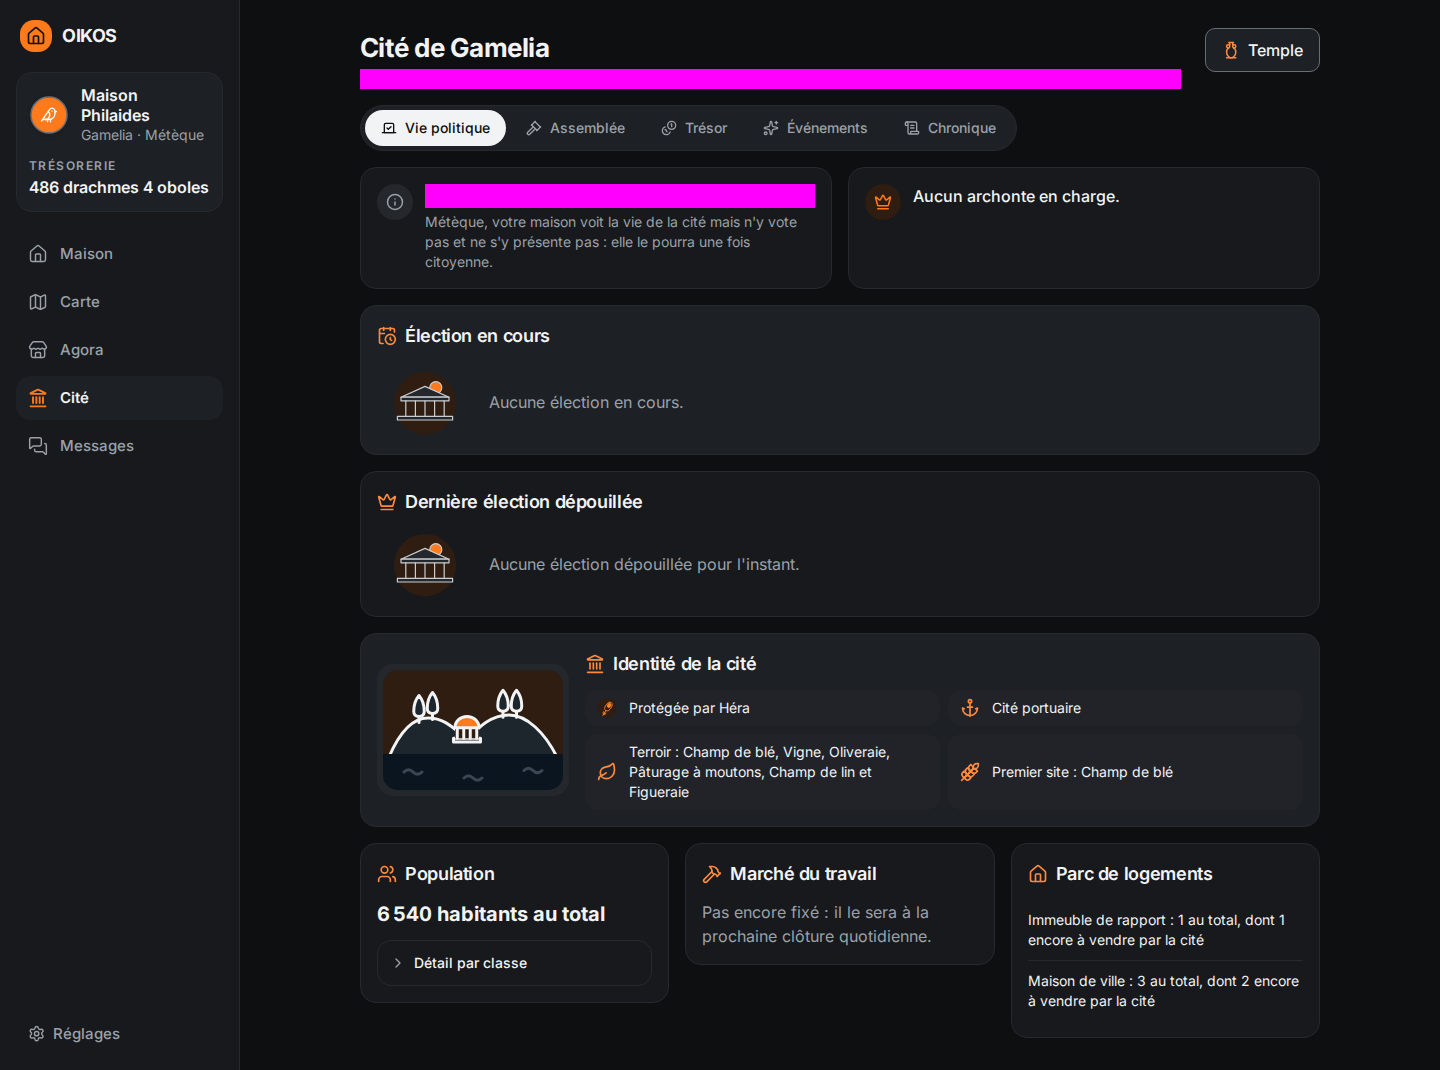 OIKOS
Maison
Philaides
Gamelia · Métèque
TRÉSORERIE
486 drachmes 4 oboles
Maison
Carte
Agora
Cité
Messages
Réglages
Cité de Gamelia
Temple
Vie politique
Assemblée
Trésor
Événements
Chronique
Métèque, votre maison voit la vie de la cité mais n'y vote
pas et ne s'y présente pas : elle le pourra une fois
citoyenne.
Aucun archonte en charge.
Élection en cours
Aucune élection en cours.
Dernière élection dépouillée
Aucune élection dépouillée pour l'instant.
Identité de la cité
Protégée par Héra
Cité portuaire
Terroir : Champ de blé, Vigne, Oliveraie,
Pâturage à moutons, Champ de lin et
Figueraie
Premier site : Champ de blé
Population
6 540 habitants au total
Détail par classe
Marché du travail
Pas encore fixé : il le sera à la
prochaine clôture quotidienne.
Parc de logements
Immeuble de rapport : 1 au total, dont 1
encore à vendre par la cité
Maison de ville : 3 au total, dont 2 encore
à vendre par la cité